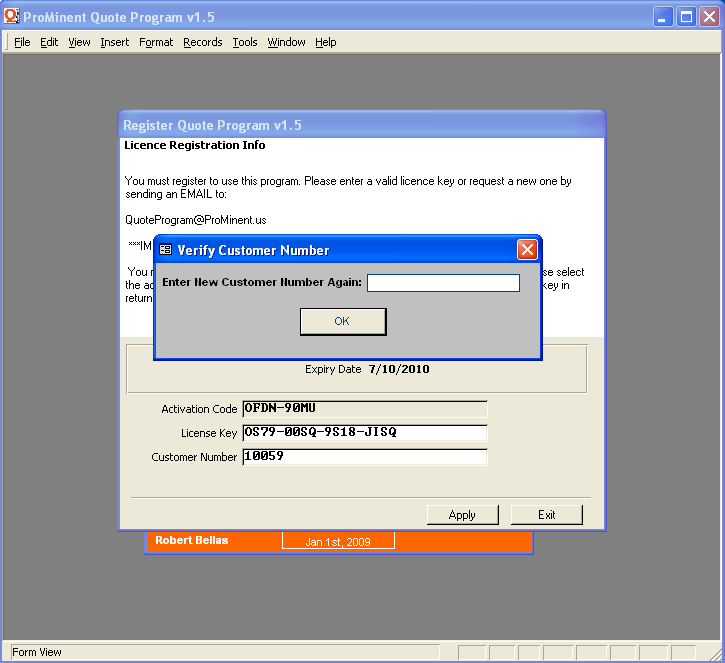 ProMinent Quote Program v1.5
File Edit View Insert Format Records Tools Window Help
Register Quote Program v1.5
Licence Registration Info
You must register to use this program. Please enter a valid licence key or request a new one by
sending an EMAIL to:
QuoteProgram@ProMinent.us
***IM
Verify Customer Number
You n
se select
the ac
key in
return
Enter New Customer Number Again:
OK
Expiry Date 7/10/2010
Activation Code OFDN-90MU
License Key OS79-00SQ-9S18-JISQ
Customer Number 10059
Apply Exit
Robert Bellas Jan 1st, 2009
Form View